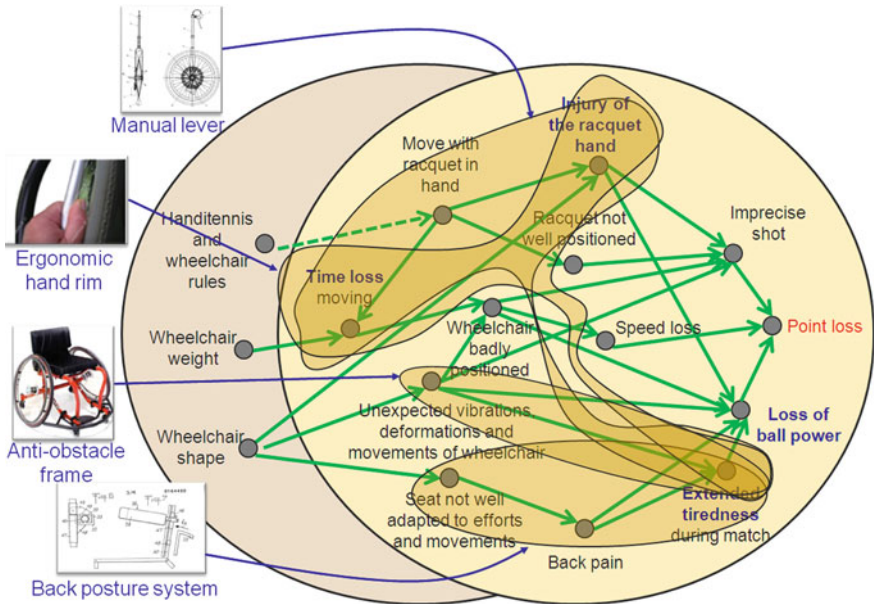 Manual lever
Injury of
the racquet
hand
Move with
racquet in
hand
Handitennis and
wheelchair
rules
Racquet not
well positioned
Imprecise
shot
Ergonomic
hand rim
Time loss
moving
Wheelchair
weight
Wheelchair
badly
positioned
Speed loss
Point loss
Anti-obstacle
frame
Wheelchair
shape
Unexpected vibrations,
deformations and
movements of wheelchair
Loss of
ball power
Seat not well
adapted to efforts
and movements
Extended
tiredness
during match
Back pain
Back posture system